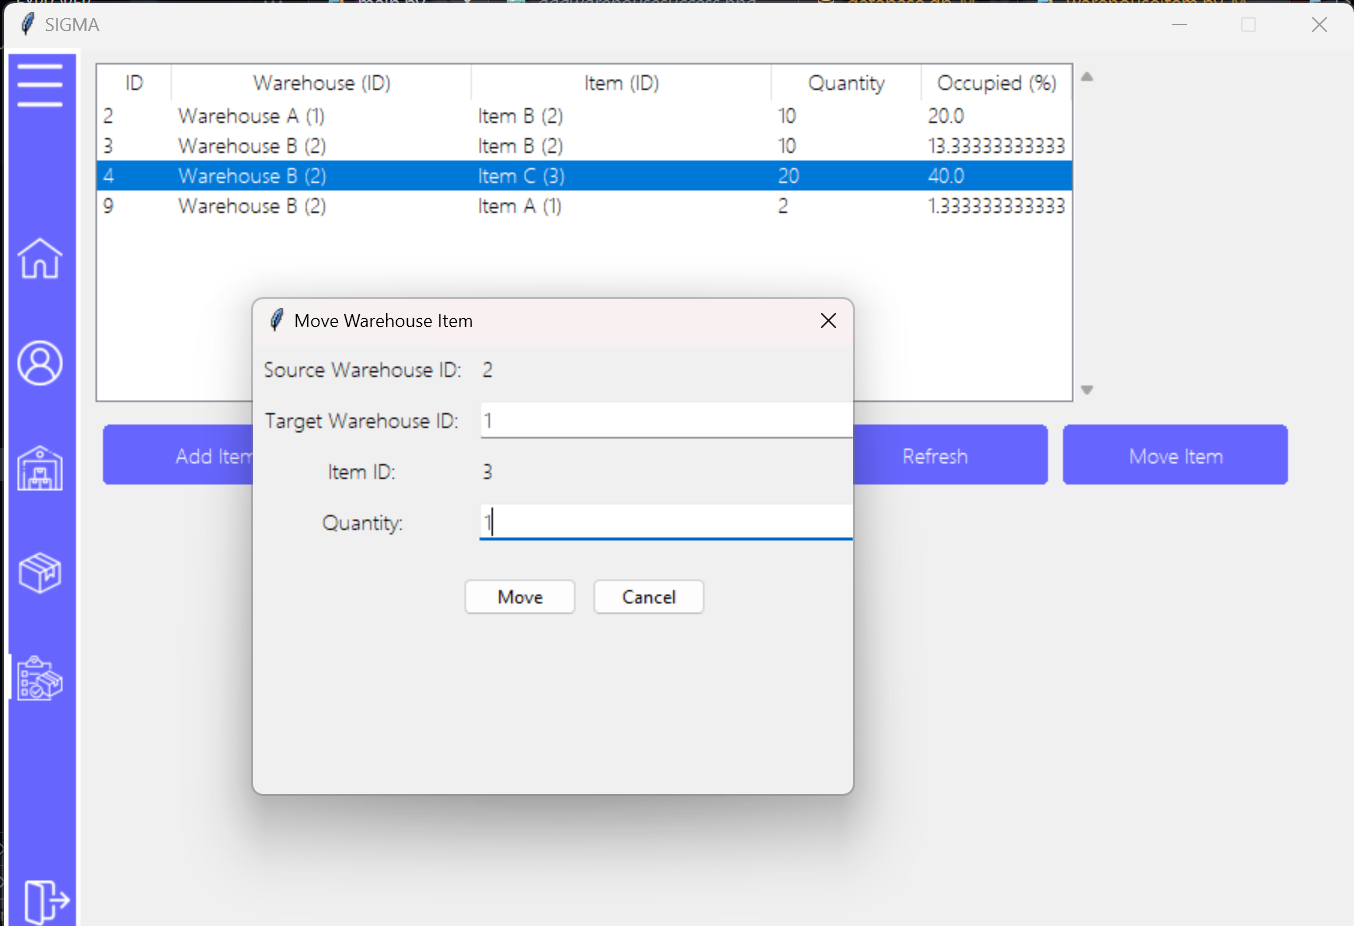 SIGMA
ID Warehouse (ID) Item (ID) Quantity Occupied (%)
2 Warehouse A (1) Item B (2) 10 20.0
3 Warehouse B (2) Item B (2) 10 13.33333333333
4 Warehouse B (2) Item C (3) 20 40.0
9 Warehouse B (2) Item A (1) 2 1.333333333333
Move Warehouse Item
Source Warehouse ID: 2
Target Warehouse ID: 1
Item ID: 3
Quantity: 1
Move Cancel
Add Item Refresh Move Item